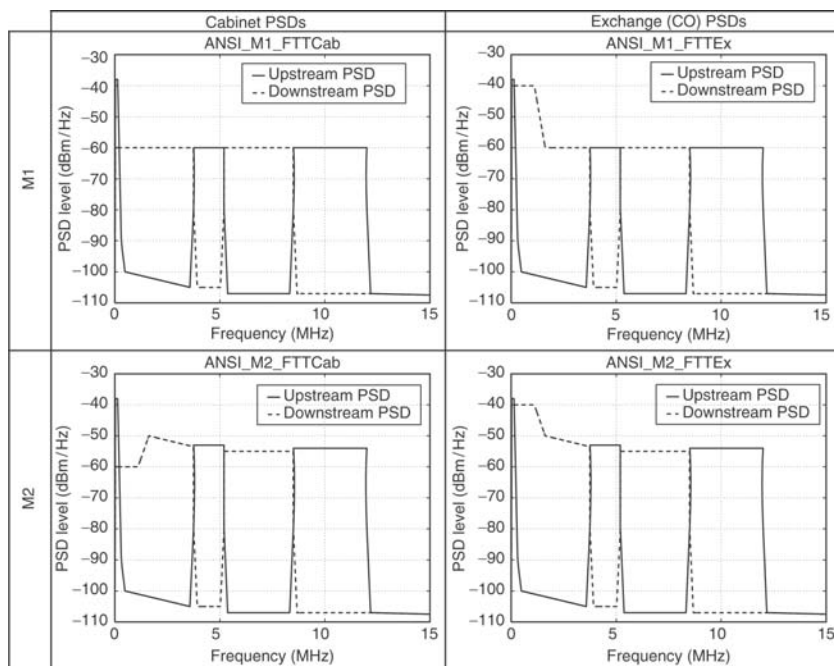 Cabinet PSDs
Exchange (CO) PSDs
M1
ANSI_M1_FTTCab
−30
−40
−50
−60
−70
−80
−90
−100
−110
PSD level (dBm/Hz)
Upstream PSD
Downstream PSD
0 5 10 15
Frequency (MHz)
ANSI_M1_FTTEx
−30
−40
−50
−60
−70
−80
−90
−100
−110
PSD level (dBm/Hz)
Upstream PSD
Downstream PSD
0 5 10 15
Frequency (MHz)
M2
ANSI_M2_FTTCab
−30
−40
−50
−60
−70
−80
−90
−100
−110
PSD level (dBm/Hz)
Upstream PSD
Downstream PSD
0 5 10 15
Frequency (MHz)
ANSI_M2_FTTEx
−30
−40
−50
−60
−70
−80
−90
−100
−110
PSD level (dBm/Hz)
Upstream PSD
Downstream PSD
0 5 10 15
Frequency (MHz)